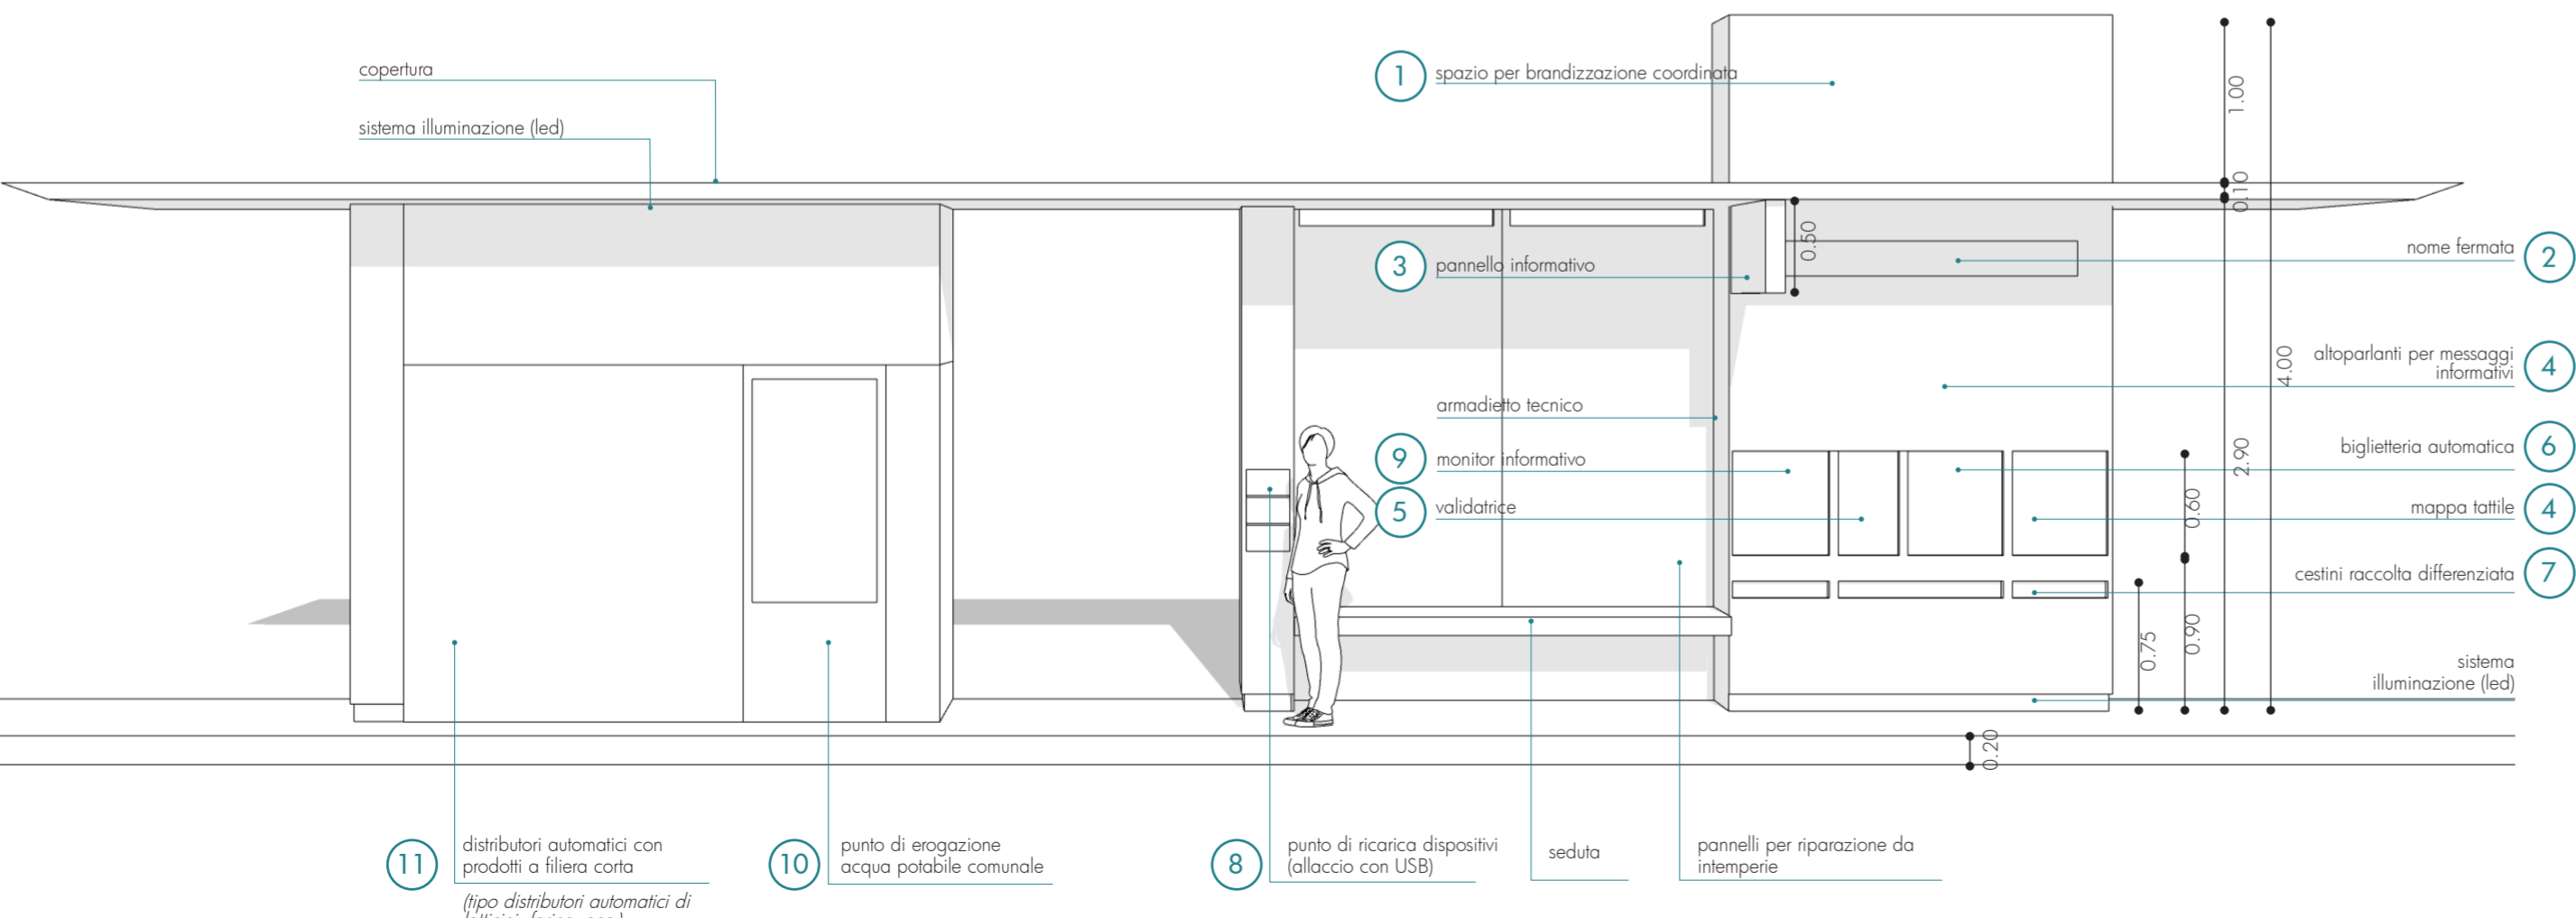 copertura
sistema illuminazione (led)
1 spazio per brandizzazione coordinata
1.00
0.10
0.50
nome fermata 2
3 pannello informativo
altoparlanti per messaggi
informativi 4
4.00
armadietto tecnico
biglietteria automatica 6
2.90
9 monitor informativo
5 validatrice
0.60
mappa tattile 4
cestini raccolta differenziata 7
0.75
0.90
sistema
illuminazione (led)
0.20
11 distributori automatici con
prodotti a filiera corta
(tipo distributori automatici di
10 punto di erogazione
acqua potabile comunale
8 punto di ricarica dispositivi
(allaccio con USB)
seduta
pannelli per riparazione da
intemperie